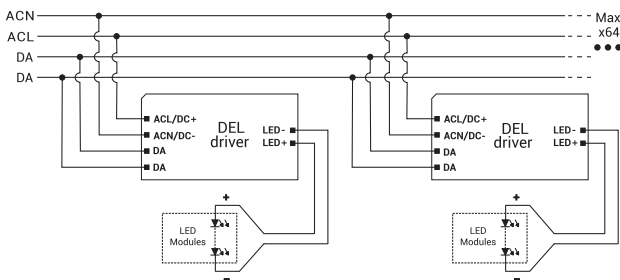 ACN
ACL
DA
DA
Max
x64
ACL/DC+
ACN/DC-
DA
DA
DEL
driver
LED-
LED+
ACL/DC+
ACN/DC-
DA
DA
DEL
driver
LED-
LED+
+
LED
Modules
-
+
LED
Modules
-